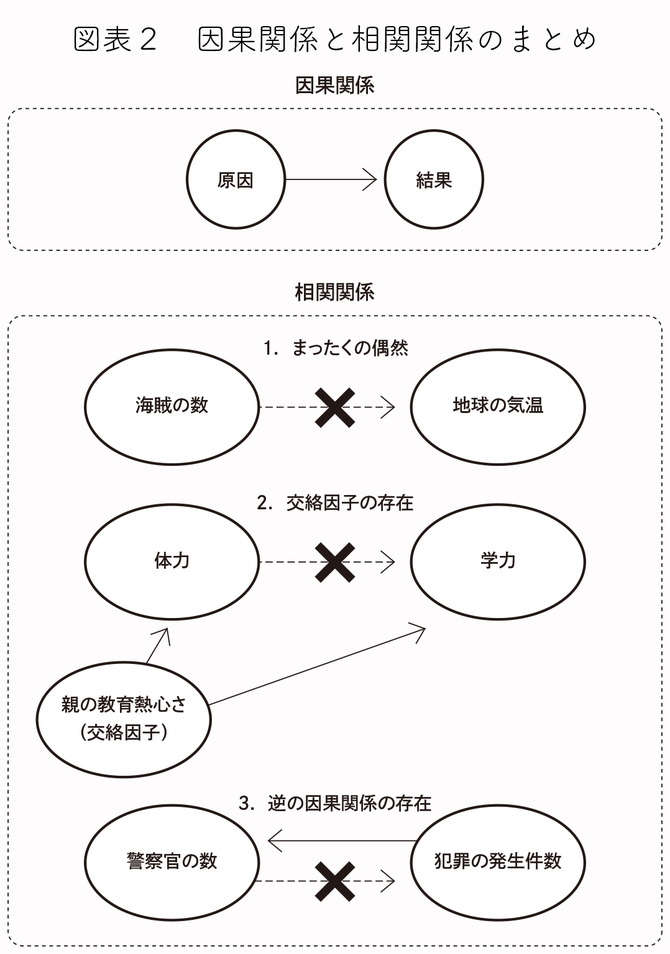 図表２　因果関係と相関関係のまとめ
因果関係
原因
結果
相関関係
1．まったくの偶然
海賊の数
地球の気温
2．交絡因子の存在
体力
学力
親の教育熱心さ
（交絡因子）
3．逆の因果関係の存在
警察官の数
犯罪の発生件数